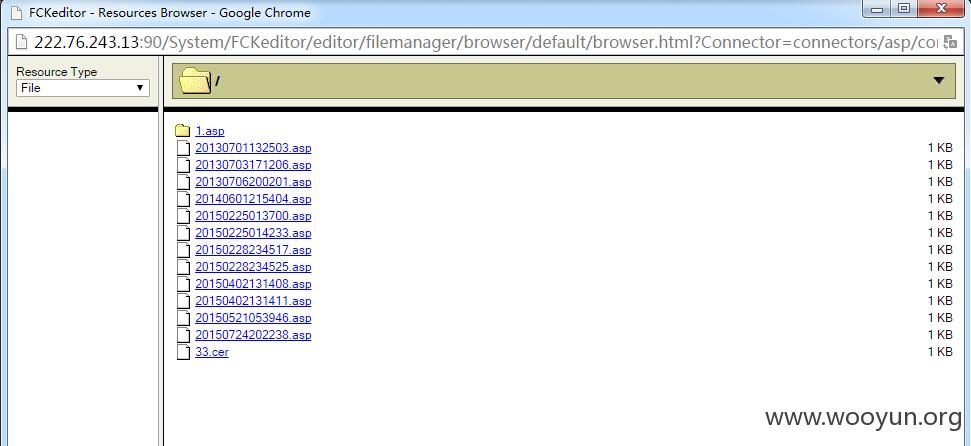 FCKeditor - Resources Browser - Google Chrome
222.76.243.13:90/System/FCKeditor/editor/filemanager/browser/default/browser.html?Connector=connectors/asp/co
Resource Type
File
/
1.asp
20130701132503.asp 1 KB
20130703171206.asp 1 KB
20130706200201.asp 1 KB
20140601215404.asp 1 KB
20150225013700.asp 1 KB
20150225014233.asp 1 KB
20150228234517.asp 1 KB
20150228234525.asp 1 KB
20150402131408.asp 1 KB
20150402131411.asp 1 KB
20150521053946.asp 1 KB
20150724202238.asp 1 KB
33.cer 1 KB
www.wooyun.org